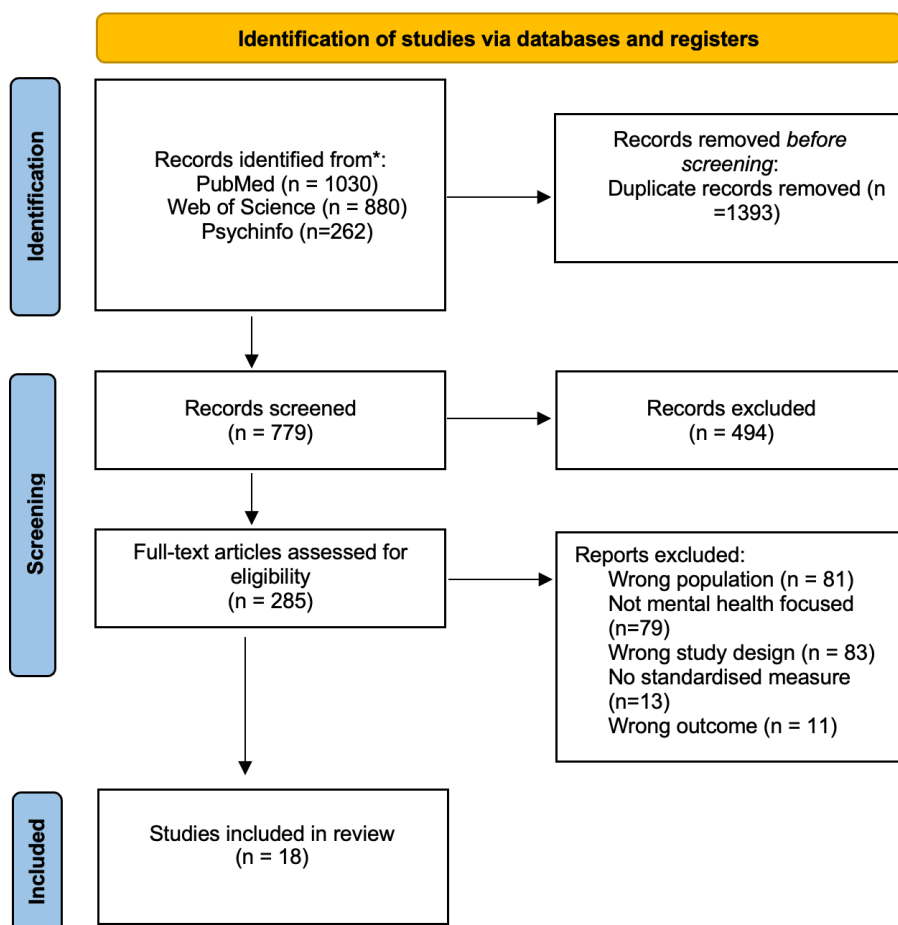 Identification of studies via databases and registers
Identification
Records identified from*:
PubMed (n = 1030)
Web of Science (n = 880)
Psychinfo (n=262)
Records removed before
screening:
Duplicate records removed (n
=1393)
Screening
Records screened
(n = 779)
Records excluded
(n = 494)
Full-text articles assessed for
eligibility
(n = 285)
Reports excluded:
Wrong population (n = 81)
Not mental health focused
(n=79)
Wrong study design (n = 83)
No standardised measure
(n=13)
Wrong outcome (n = 11)
Included
Studies included in review
(n = 18)